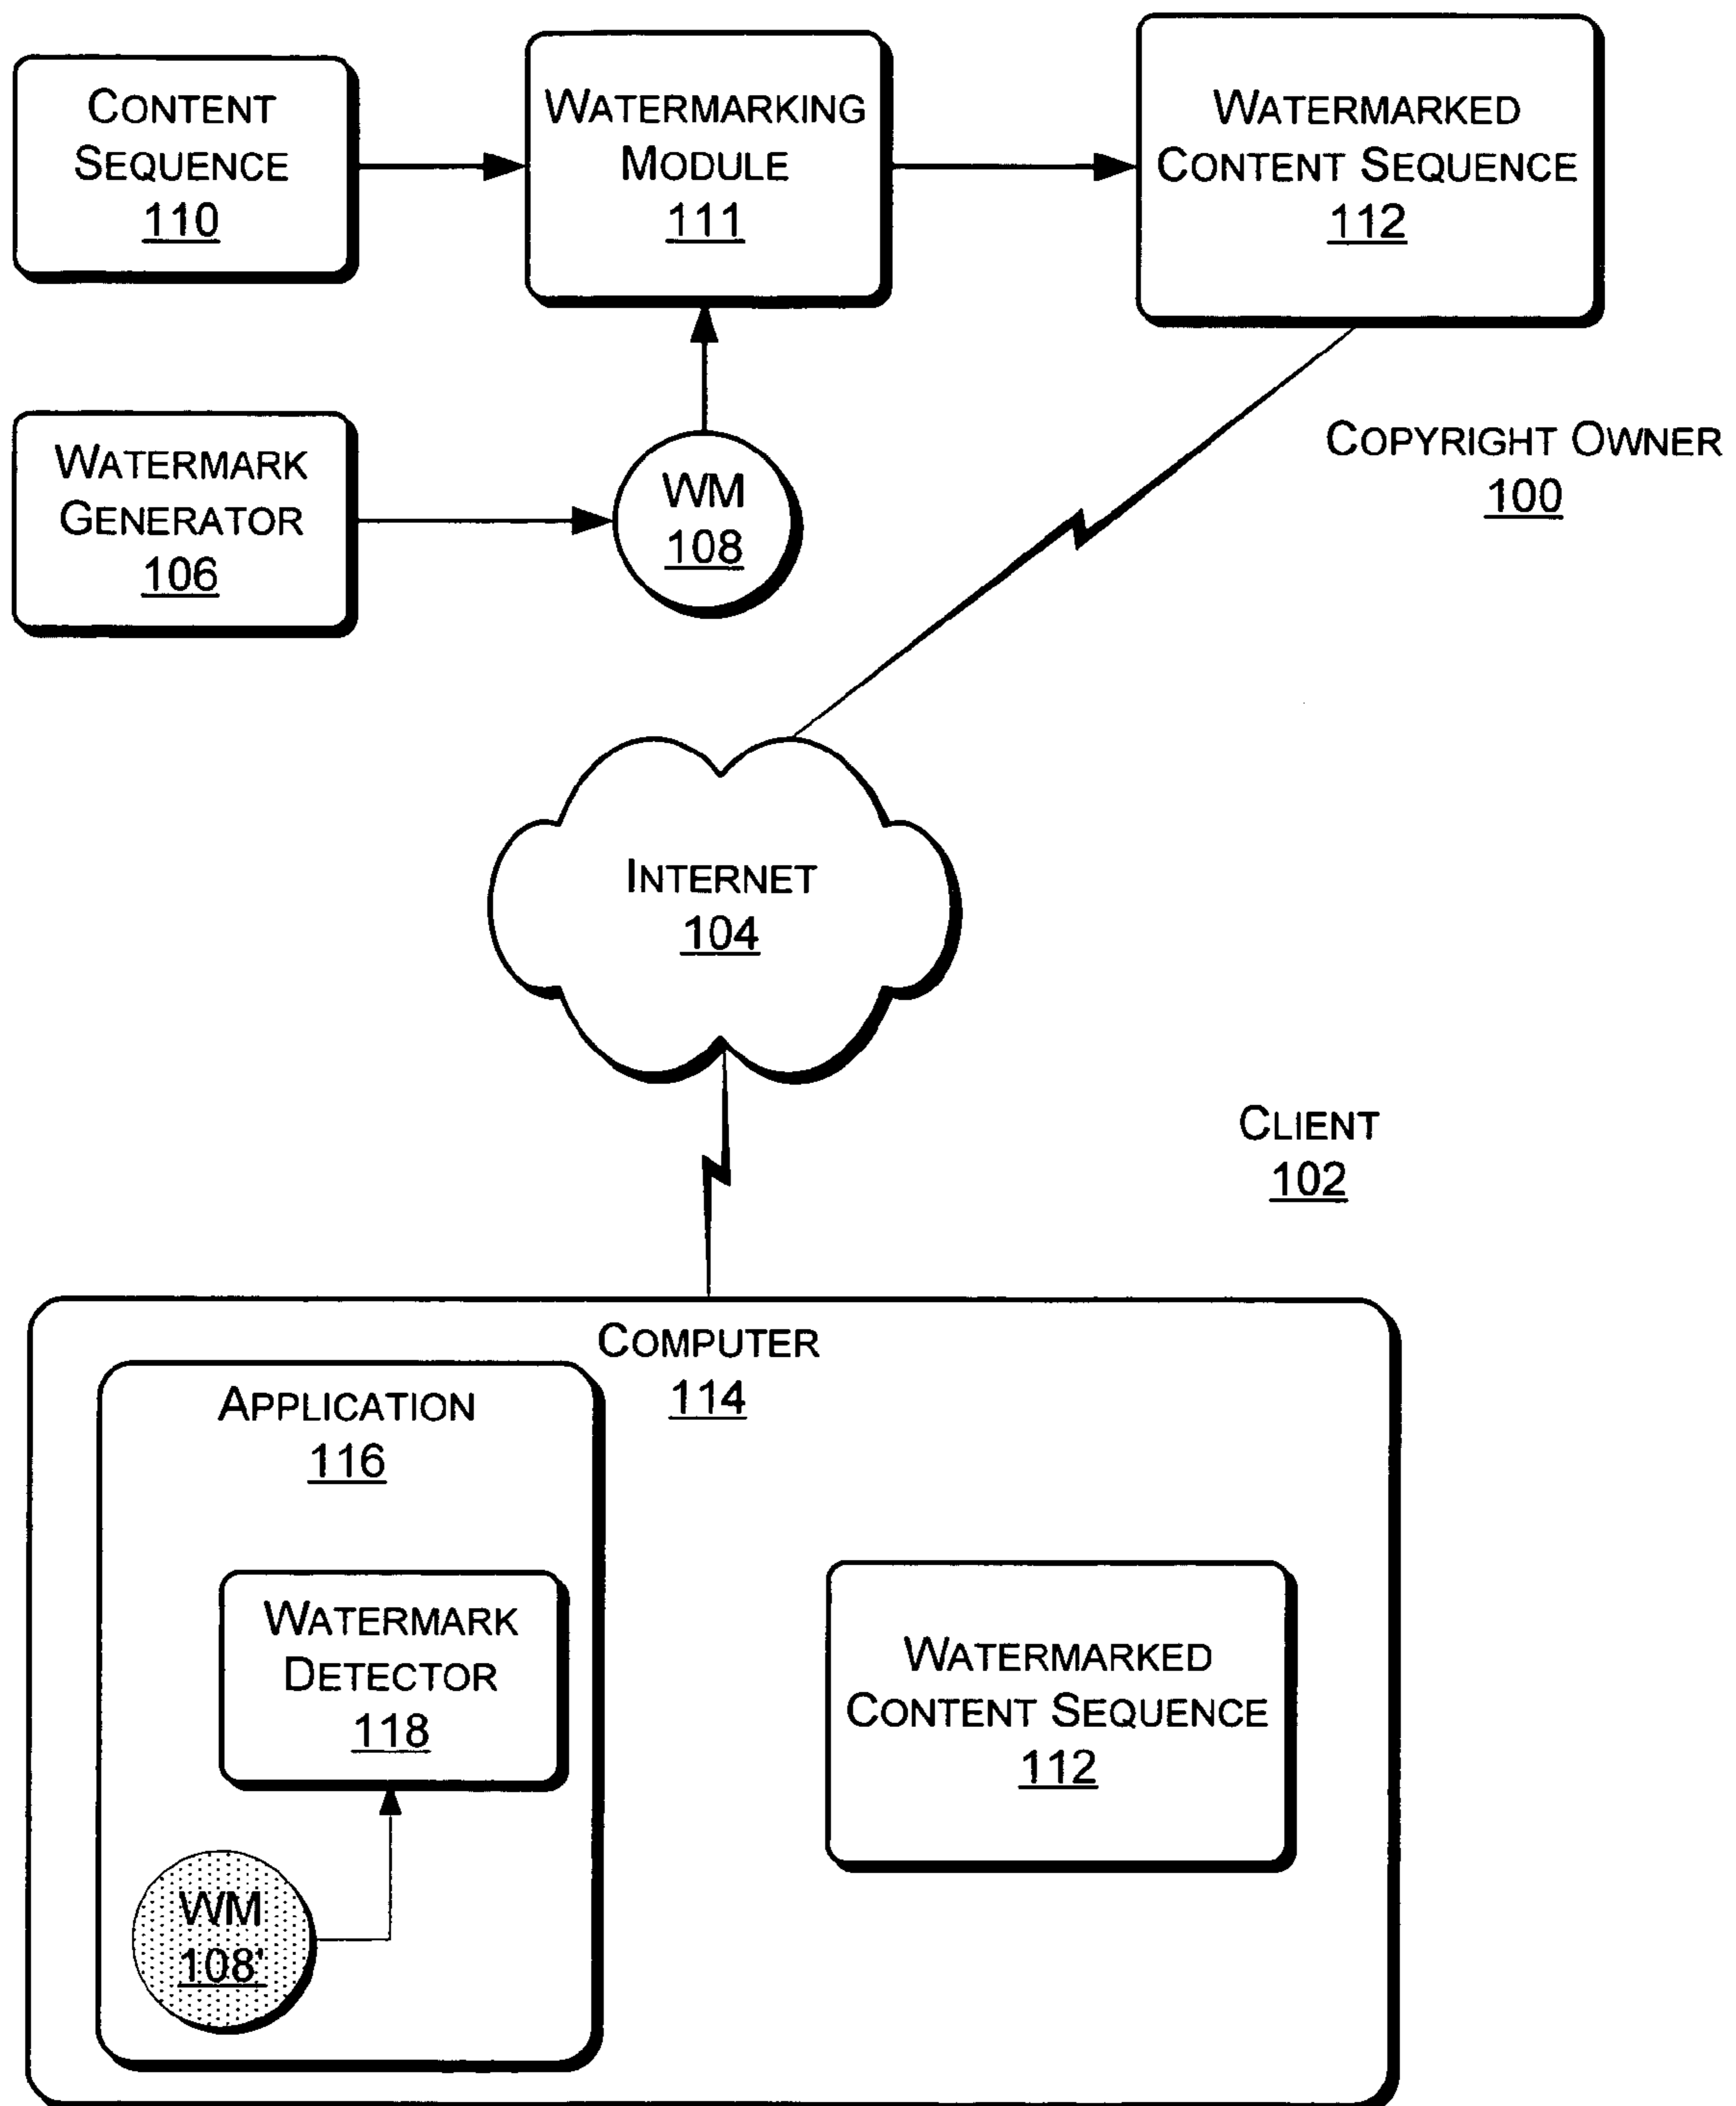 CONTENT
SEQUENCE
110
WATERMARKING
MODULE
111
WATERMARKED
CONTENT SEQUENCE
112
WATERMARK
GENERATOR
106
WM
108
COPYRIGHT OWNER
100
INTERNET
104
CLIENT
102
COMPUTER
114
APPLICATION
116
WATERMARK
DETECTOR
118
WATERMARKED
CONTENT SEQUENCE
112
WM
108'